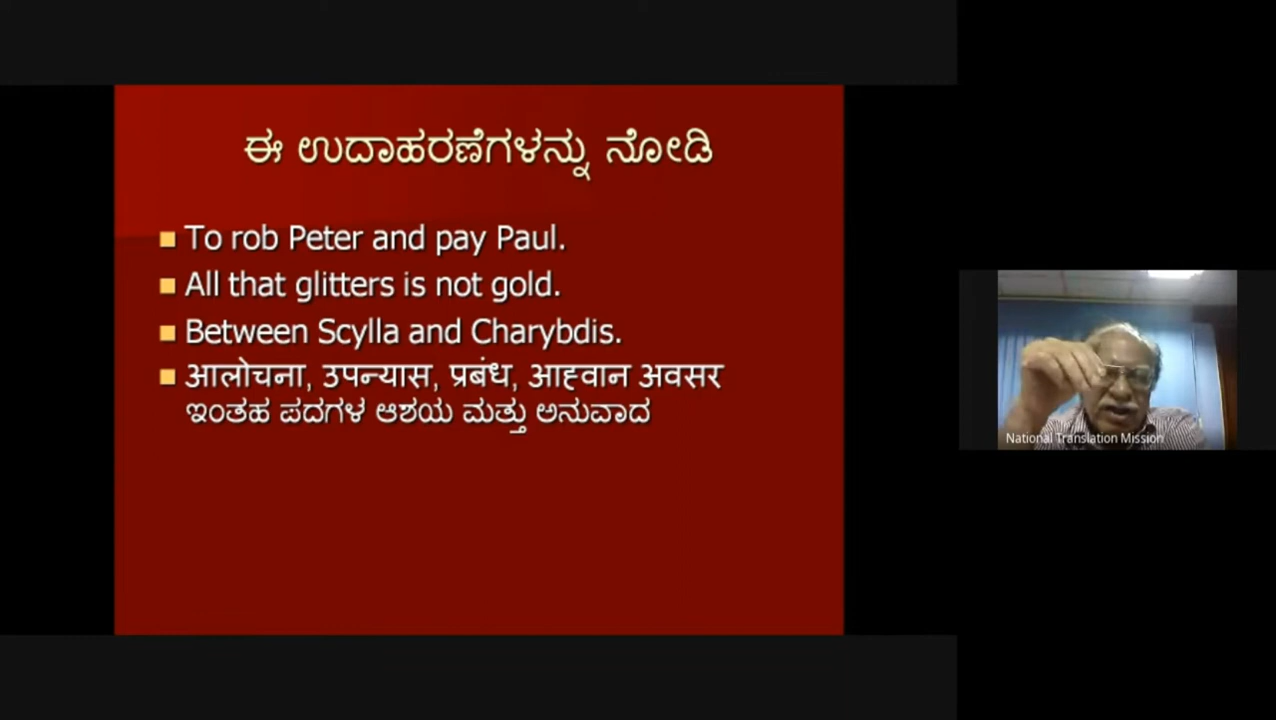 ಈ ಉದಾಹರಣೆಗಳನ್ನು ನೋಡಿ
To rob Peter and pay Paul.
All that glitters is not gold.
Between Scylla and Charybdis.
आलोचना, उपन्यास, प्रबंध, आह्वान अवसर
ಇಂತಹ ಪದಗಳ ಆಶಯ ಮತ್ತು ಅನುವಾದ
National Translation Mission